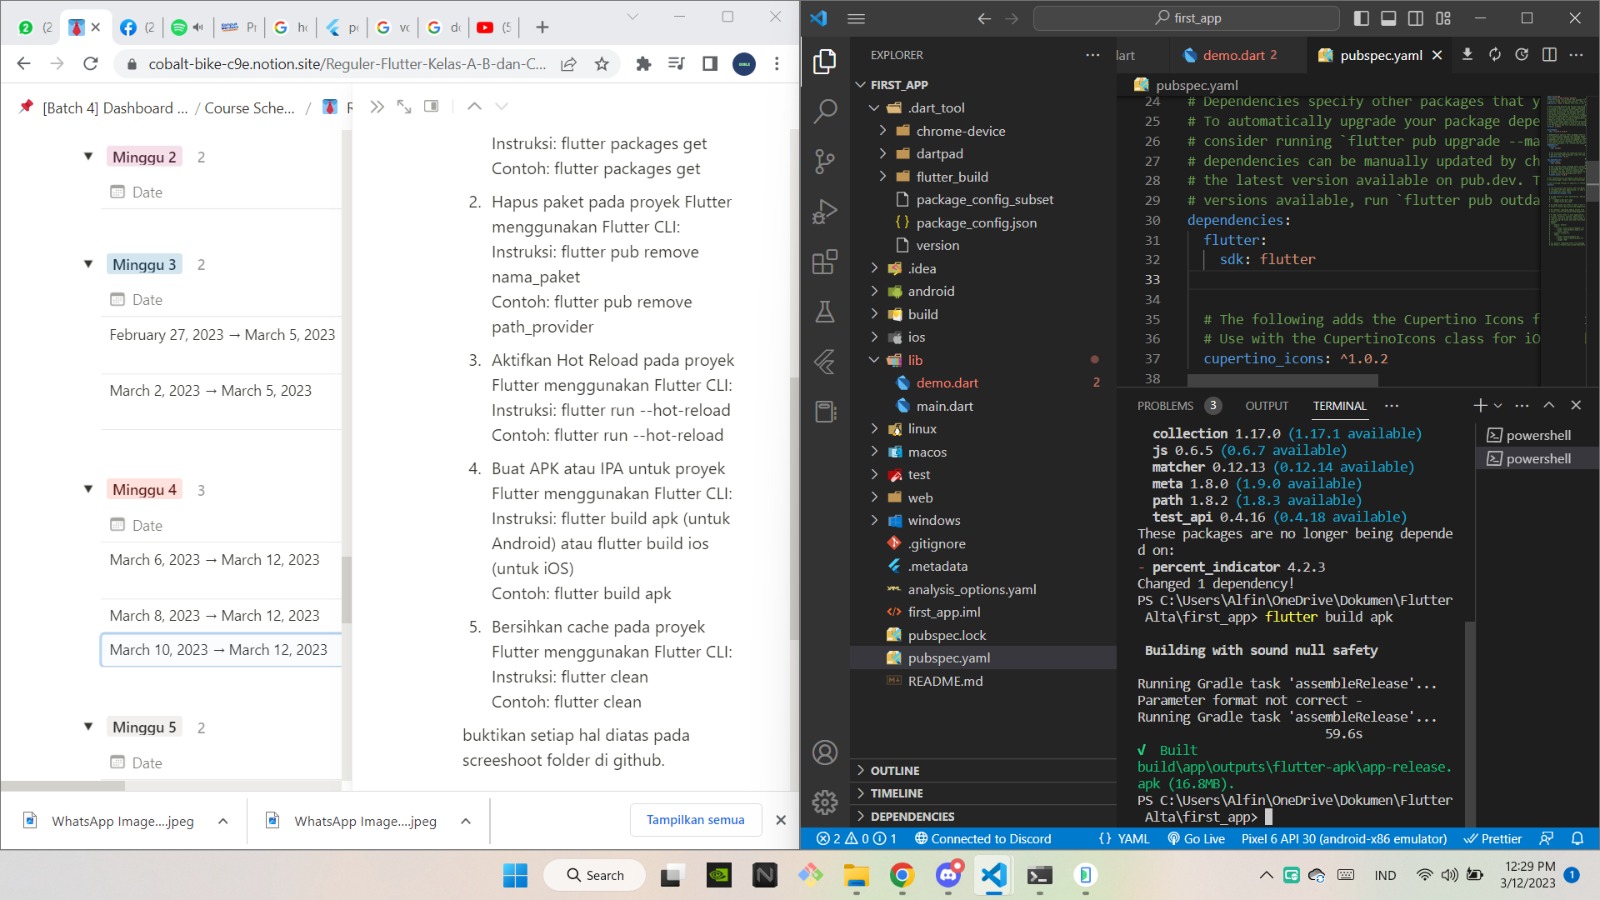 (2
(2
Pr
h
p
v
d
(5
cobalt-bike-c9e.notion.site/Reguler-Flutter-Kelas-A-B-dan-C...
[Batch 4] Dashboard ... / Course Sche... /
Minggu 2 2
Date
Minggu 3 2
Date
February 27, 2023 → March 5, 2023
March 2, 2023 → March 5, 2023
Minggu 4 3
Date
March 6, 2023 → March 12, 2023
March 8, 2023 → March 12, 2023
March 10, 2023 → March 12, 2023
Minggu 5 2
Date
Instruksi: flutter packages get
Contoh: flutter packages get
2. Hapus paket pada proyek Flutter
menggunakan Flutter CLI:
Instruksi: flutter pub remove
nama_paket
Contoh: flutter pub remove
path_provider
3. Aktifkan Hot Reload pada proyek
Flutter menggunakan Flutter CLI:
Instruksi: flutter run --hot-reload
Contoh: flutter run --hot-reload
4. Buat APK atau IPA untuk proyek
Flutter menggunakan Flutter CLI:
Instruksi: flutter build apk (untuk
Android) atau flutter build ios
(untuk iOS)
Contoh: flutter build apk
5. Bersihkan cache pada proyek
Flutter menggunakan Flutter CLI:
Instruksi: flutter clean
Contoh: flutter clean
buktikan setiap hal diatas pada
screeshoot folder di github.
WhatsApp Image....jpeg
WhatsApp Image....jpeg
Tampilkan semua
first_app
EXPLORER
FIRST_APP
.dart_tool
chrome-device
dartpad
flutter_build
package_config_subset
package_config.json
version
.idea
android
build
ios
lib
demo.dart 2
main.dart
linux
macos
test
web
windows
.gitignore
.metadata
analysis_options.yaml
first_app.iml
pubspec.lock
pubspec.yaml
README.md
OUTLINE
TIMELINE
DEPENDENCIES
lart
demo.dart 2
pubspec.yaml
pubspec.yaml
24 # Dependencies specify other packages that y
25 # To automatically upgrade your package depe
26 # consider running `flutter pub upgrade --ma
27 # dependencies can be manually updated by ch
28 # the latest version available on pub.dev. T
29 # versions available, run `flutter pub outda
30 dependencies:
31 flutter:
32 sdk: flutter
33
34
35 # The following adds the Cupertino Icons f
36 # Use with the CupertinoIcons class for iO
37 cupertino_icons: ^1.0.2
38
PROBLEMS 3 OUTPUT TERMINAL
powershell
powershell
collection 1.17.0 (1.17.1 available)
js 0.6.5 (0.6.7 available)
matcher 0.12.13 (0.12.14 available)
meta 1.8.0 (1.9.0 available)
path 1.8.2 (1.8.3 available)
test_api 0.4.16 (0.4.18 available)
These packages are no longer being depende
d on:
- percent_indicator 4.2.3
Changed 1 dependency!
PS C:\Users\Alfin\OneDrive\Dokumen\Flutter
Alta\first_app> flutter build apk
Building with sound null safety
Running Gradle task 'assembleRelease'...
Parameter format not correct -
Running Gradle task 'assembleRelease'...
59.6s
√ Built
build\app\outputs\flutter-apk\app-release.
apk (16.8MB).
PS C:\Users\Alfin\OneDrive\Dokumen\Flutter
Alta\first_app>
2 0 1 Connected to Discord
{ } YAML Go Live Pixel 6 API 30 (android-x86 emulator) Prettier
Search
IND
12:29 PM
3/12/2023
1